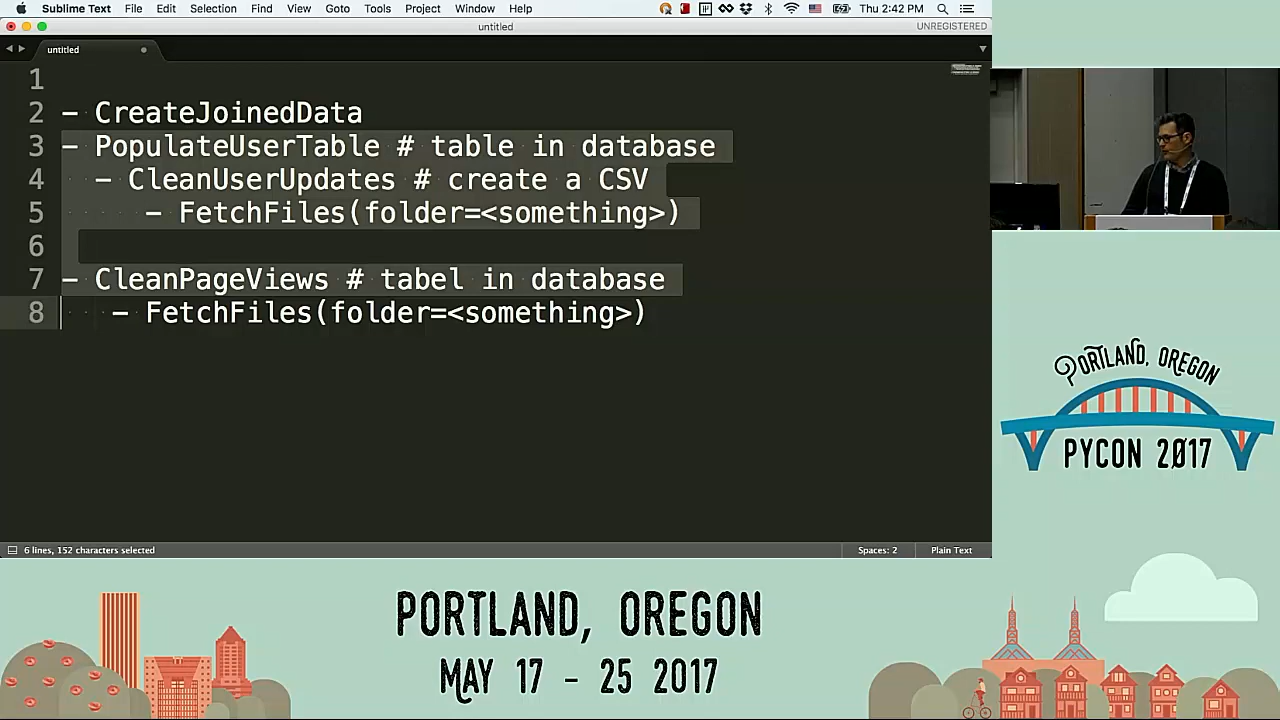 Sublime Text File Edit Selection Find View Goto Tools Project Window Help Thu 2:42 PM
untitled UNREGISTERED
untitled
1
2 - CreateJoinedData
3 - PopulateUserTable # table in database
4 - CleanUserUpdates # create a CSV
5 - FetchFiles(folder=<something>)
6
7 - CleanPageViews # tabel in database
8 - FetchFiles(folder=<something>)
6 lines, 152 characters selected Spaces: 2 Plain Text
PORTLAND, OREGON
PYCON 2017
PORTLAND, OREGON
MAY 17 - 25 2017